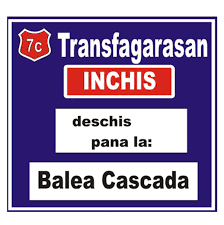 7c Transfagarasan
INCHIS
deschis
pana la:
Balea Cascada